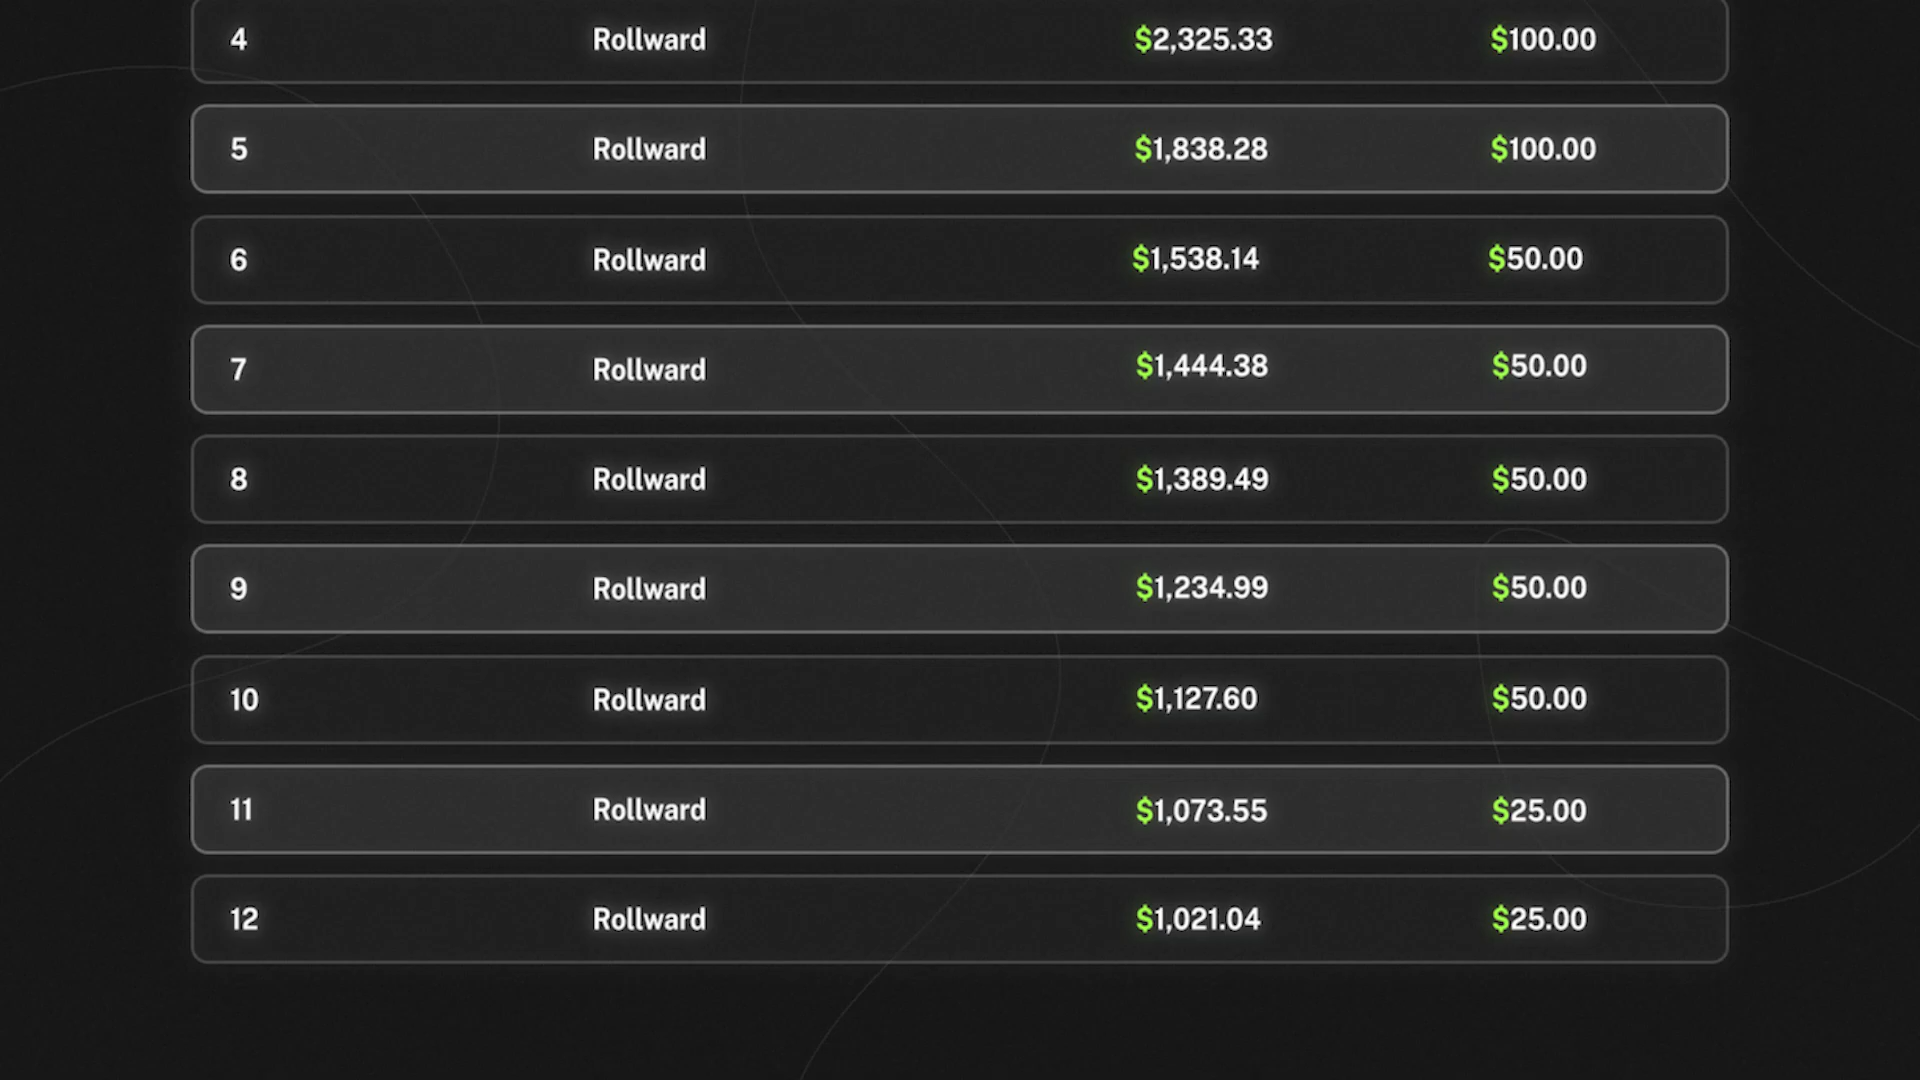 4 Rollward $2,325.33 $100.00
5 Rollward $1,838.28 $100.00
6 Rollward $1,538.14 $50.00
7 Rollward $1,444.38 $50.00
8 Rollward $1,389.49 $50.00
9 Rollward $1,234.99 $50.00
10 Rollward $1,127.60 $50.00
11 Rollward $1,073.55 $25.00
12 Rollward $1,021.04 $25.00